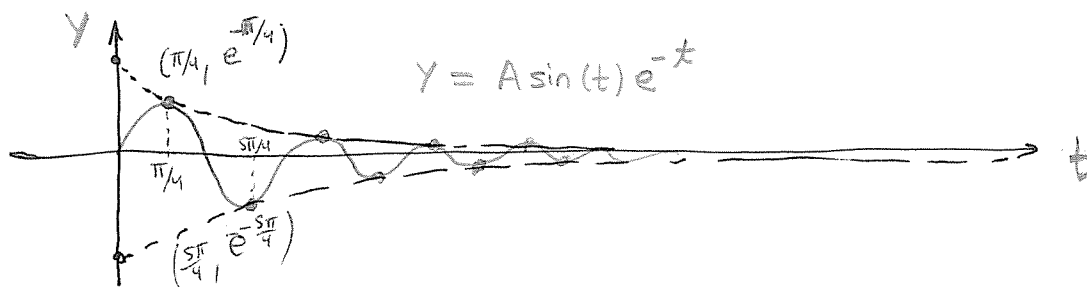 Y
(π/4, e^{-π/4})
Y = A sin(t) e^{-t}
5π/4
π/4
t
(5π/4, -e^{-5π/4})